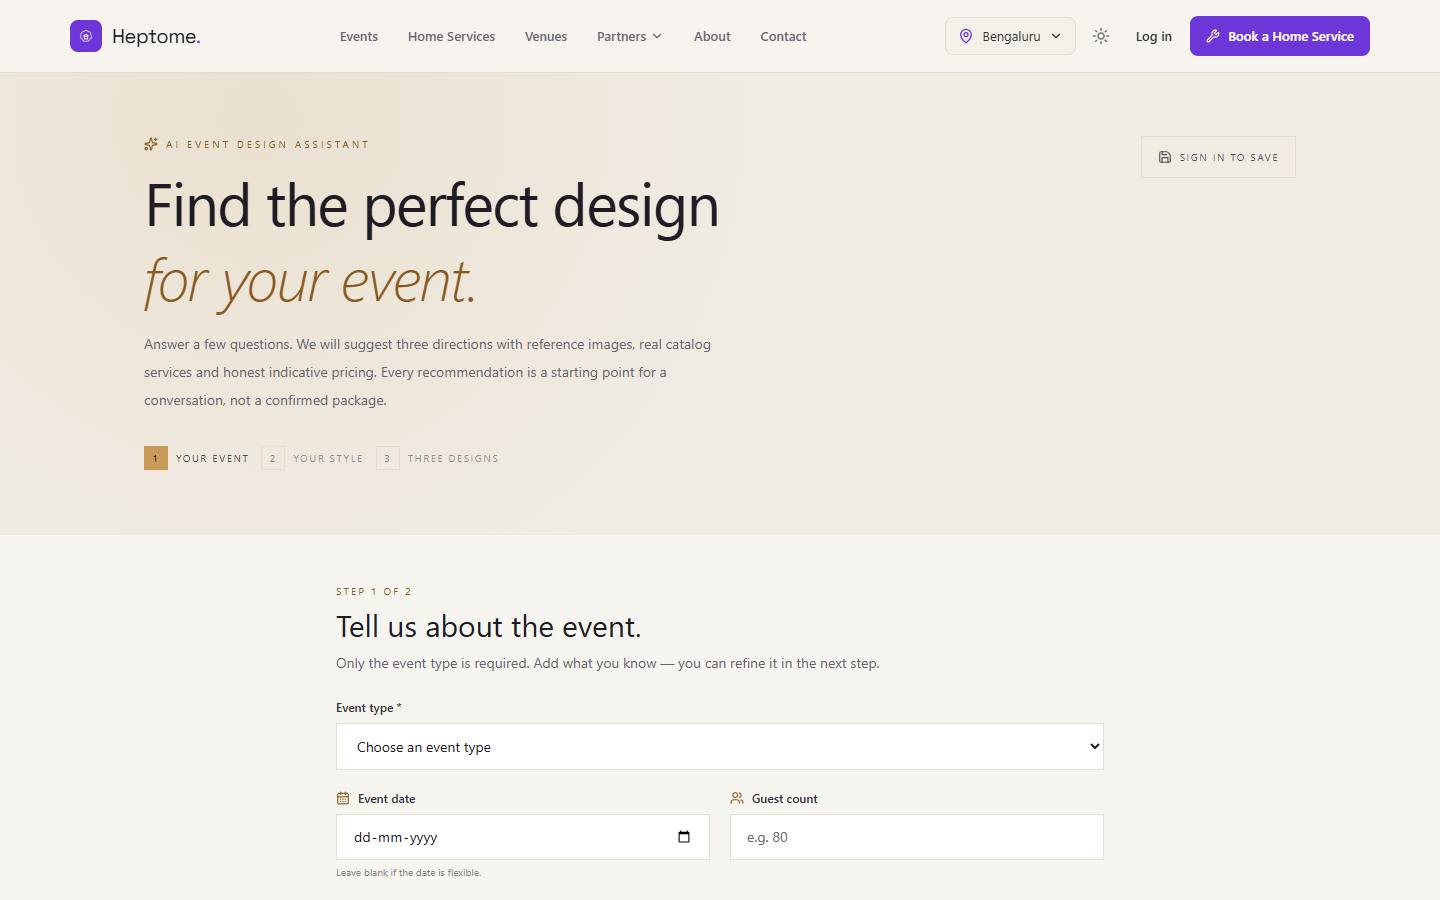 Heptome.
Events
Home Services
Venues
Partners
About
Contact
Bengaluru
Log in
Book a Home Service
AI EVENT DESIGN ASSISTANT
SIGN IN TO SAVE
Find the perfect design
for your event.
Answer a few questions. We will suggest three directions with reference images, real catalog
services and honest indicative pricing. Every recommendation is a starting point for a
conversation, not a confirmed package.
1 YOUR EVENT 2 YOUR STYLE 3 THREE DESIGNS
STEP 1 OF 2
Tell us about the event.
Only the event type is required. Add what you know — you can refine it in the next step.
Event type *
Choose an event type
Event date
Guest count
dd-mm-yyyy
e.g. 80
Leave blank if the date is flexible.